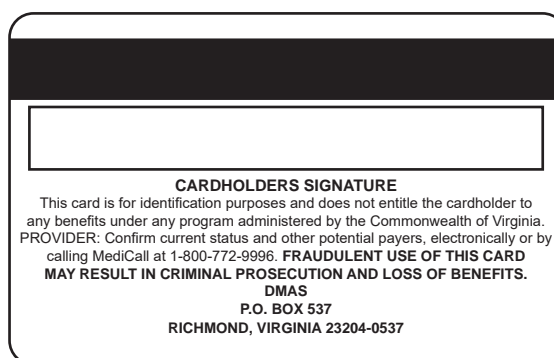 CARDHOLDERS SIGNATURE
This card is for identification purposes and does not entitle the cardholder to
any benefits under any program administered by the Commonwealth of Virginia.
PROVIDER: Confirm current status and other potential payers, electronically or by
calling MediCall at 1-800-772-9996. FRAUDULENT USE OF THIS CARD
MAY RESULT IN CRIMINAL PROSECUTION AND LOSS OF BENEFITS.
DMAS
P.O. BOX 537
RICHMOND, VIRGINIA 23204-0537